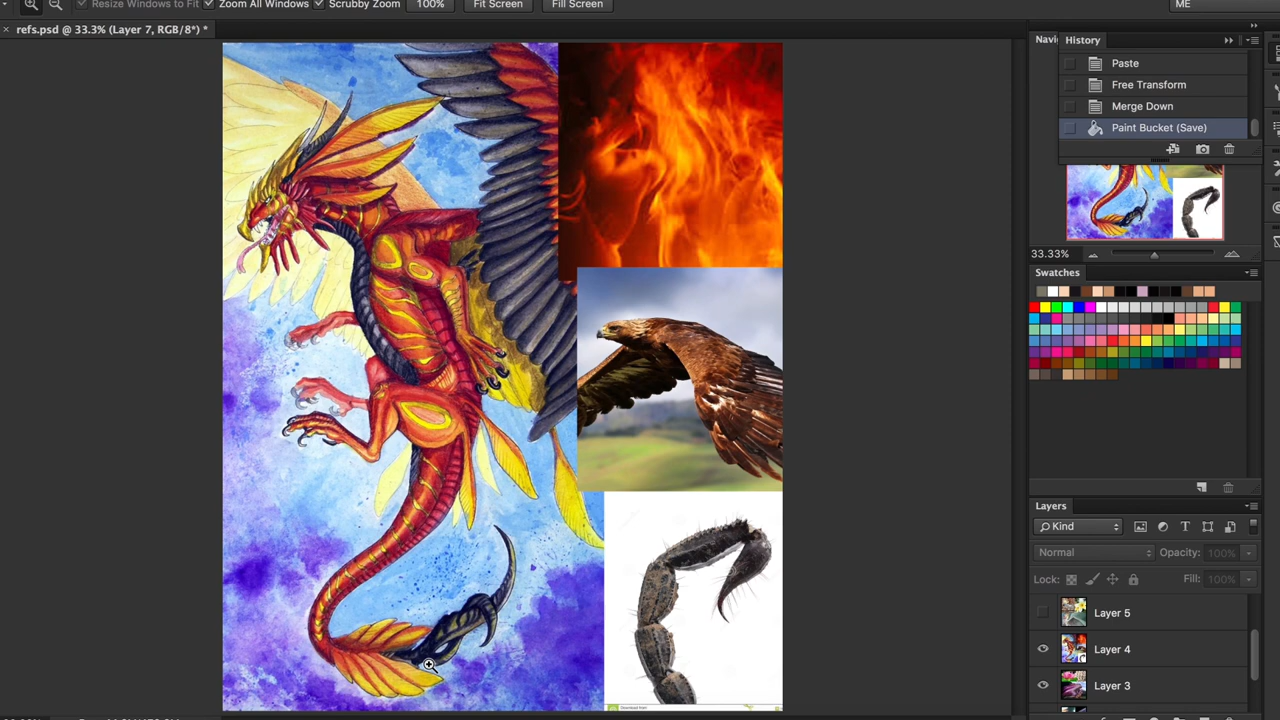 Resize Windows to Fit Zoom All Windows Scrubby Zoom 100% Fit Screen Fill Screen ME
× refs.psd @ 33.3% (Layer 7, RGB/8*) *
Navi History
Paste
Free Transform
Merge Down
Paint Bucket (Save)
33.33%
Swatches
Layers
Kind
Normal Opacity: 100%
Lock: Fill: 100%
Layer 5
Layer 4
Layer 3